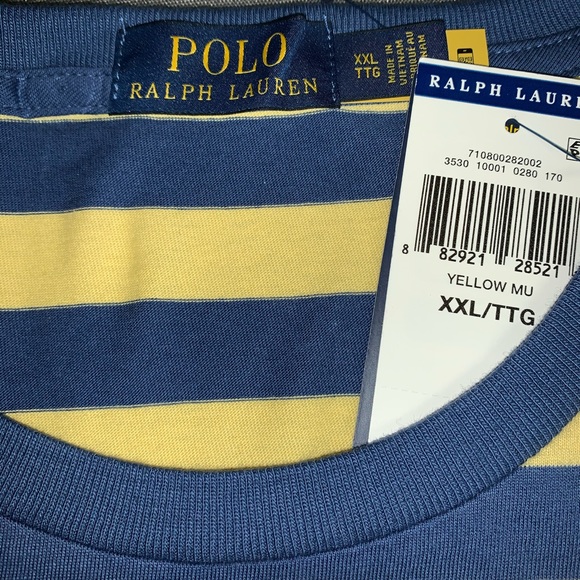 POLO
RALPH LAUREN
XXL
TTG
MADE IN
VIETNAM
RALPH LAURE
710800282002
3530 10001 0280 170
8 82921 28521
YELLOW MU
XXL/TTG